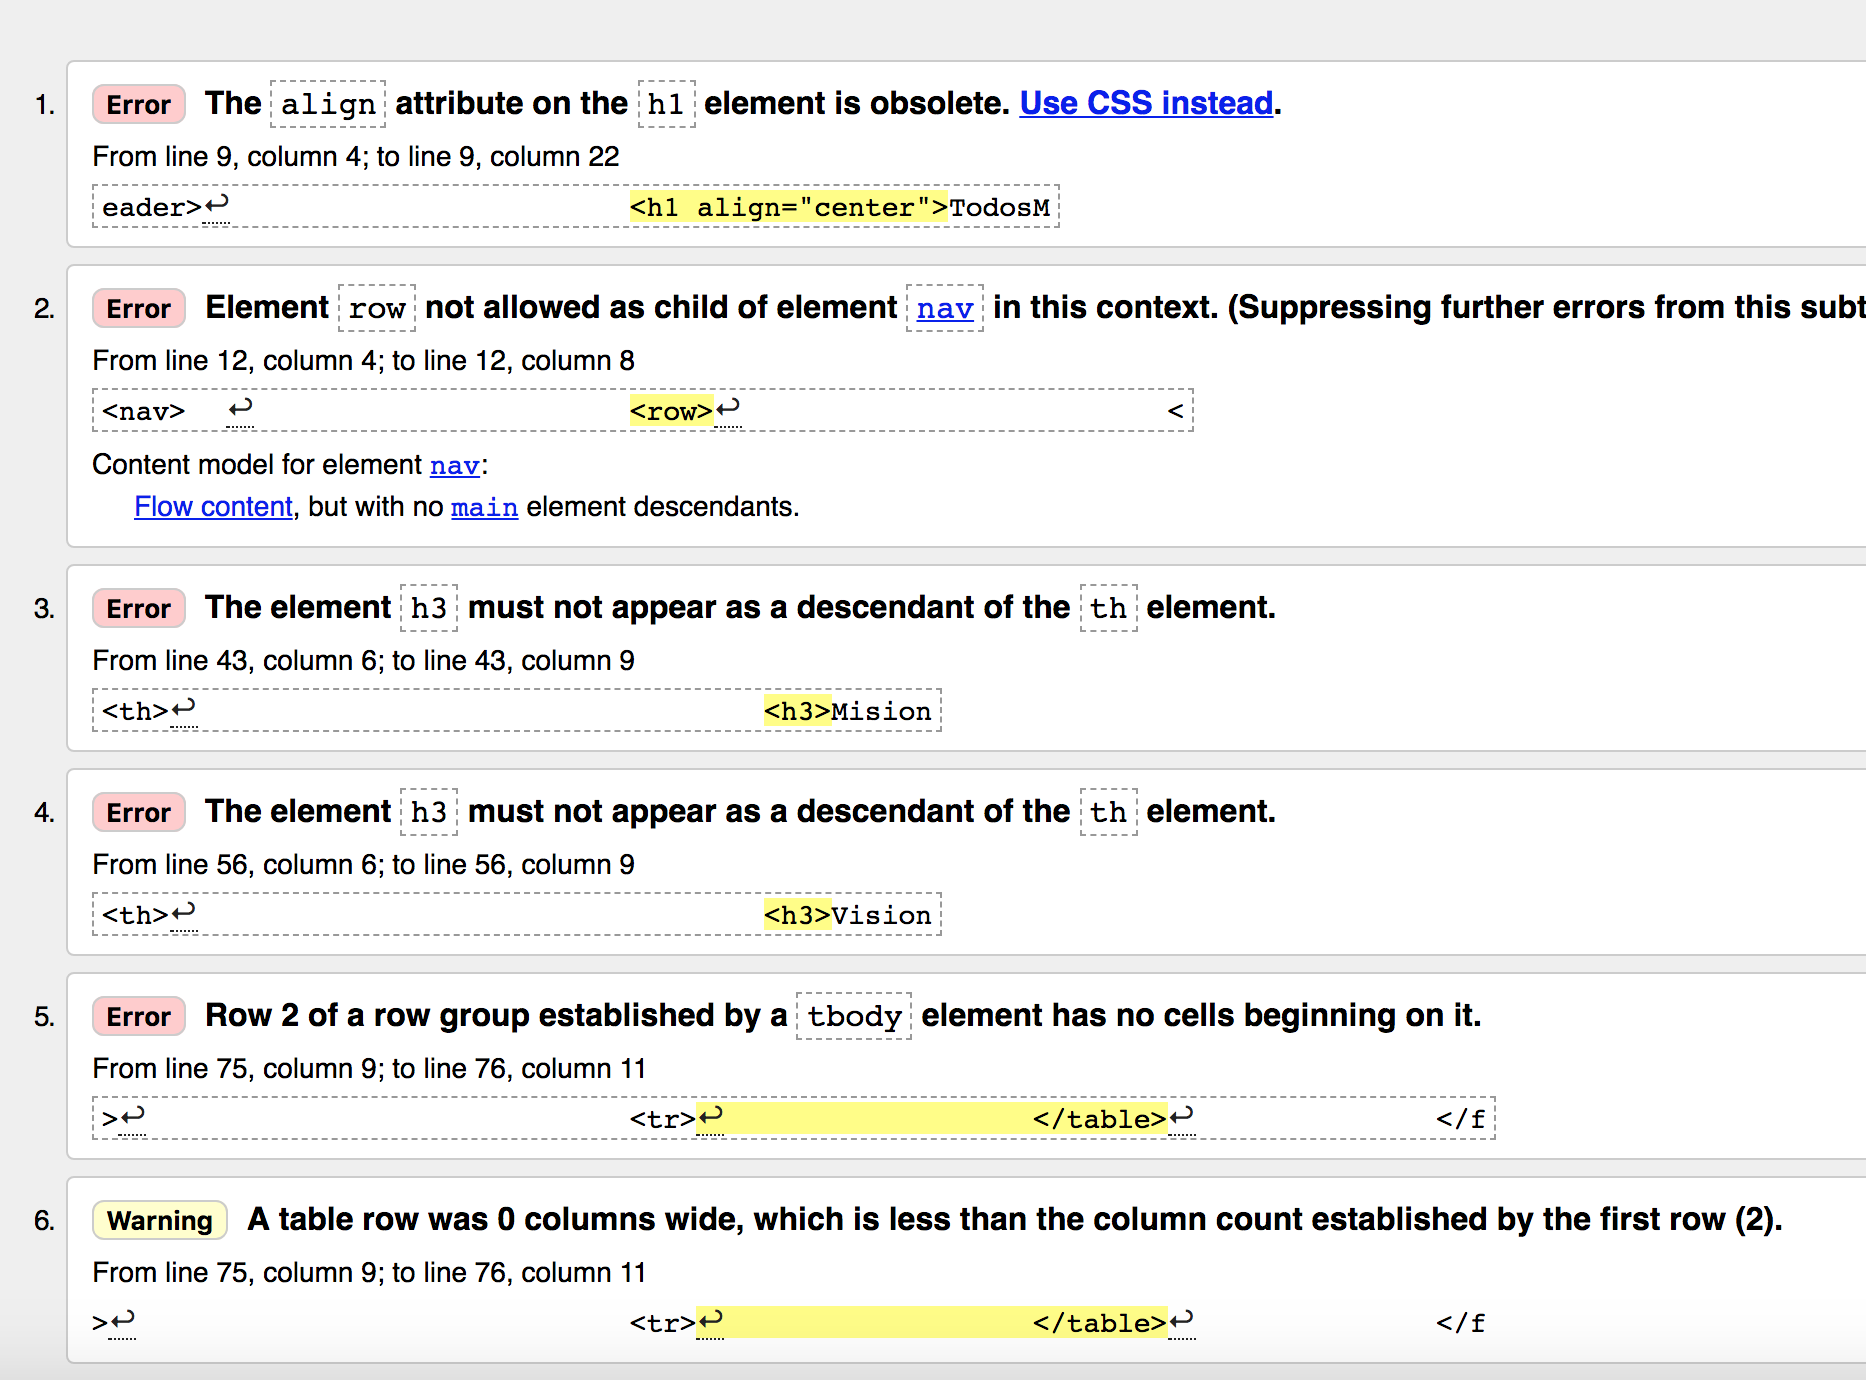 1. Error The align attribute on the h1 element is obsolete. Use CSS instead.
From line 9, column 4; to line 9, column 22
eader>↩ <h1 align="center">TodosM
2. Error Element row not allowed as child of element nav in this context. (Suppressing further errors from this subt
From line 12, column 4; to line 12, column 8
<nav> ↩ <row>↩ <
Content model for element nav:
Flow content, but with no main element descendants.
3. Error The element h3 must not appear as a descendant of the th element.
From line 43, column 6; to line 43, column 9
<th>↩ <h3>Mision
4. Error The element h3 must not appear as a descendant of the th element.
From line 56, column 6; to line 56, column 9
<th>↩ <h3>Vision
5. Error Row 2 of a row group established by a tbody element has no cells beginning on it.
From line 75, column 9; to line 76, column 11
>↩ <tr>↩ </table>↩ </f
6. Warning A table row was 0 columns wide, which is less than the column count established by the first row (2).
From line 75, column 9; to line 76, column 11
>↩ <tr>↩ </table>↩ </f